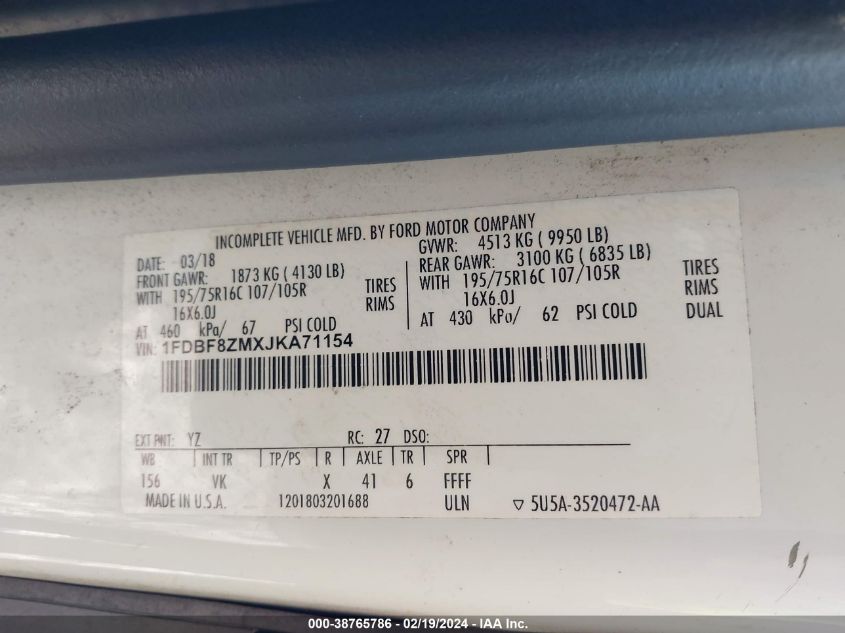 INCOMPLETE VEHICLE MFD. BY FORD MOTOR COMPANY
DATE: 03/18
FRONT GAWR: 1873 KG ( 4130 LB)
WITH 195/75R16C 107/105R TIRES
16X6.0J RIMS
AT 460 kPa/ 67 PSI COLD
GVWR: 4513 KG ( 9950 LB)
REAR GAWR: 3100 KG ( 6835 LB)
WITH 195/75R16C 107/105R TIRES
16X6.0J RIMS
AT 430 kPa/ 62 PSI COLD DUAL
VIN: 1FDBF8ZMXJKA71154
EXT PNT: YZ RC: 27 DSO:
WB INT TR TP/PS R AXLE TR SPR
156 VK X 41 6 FFFF
MADE IN U.S.A. 1201803201688 ULN ▽ 5U5A-3520472-AA
000-38765786 - 02/19/2024 - IAA Inc.